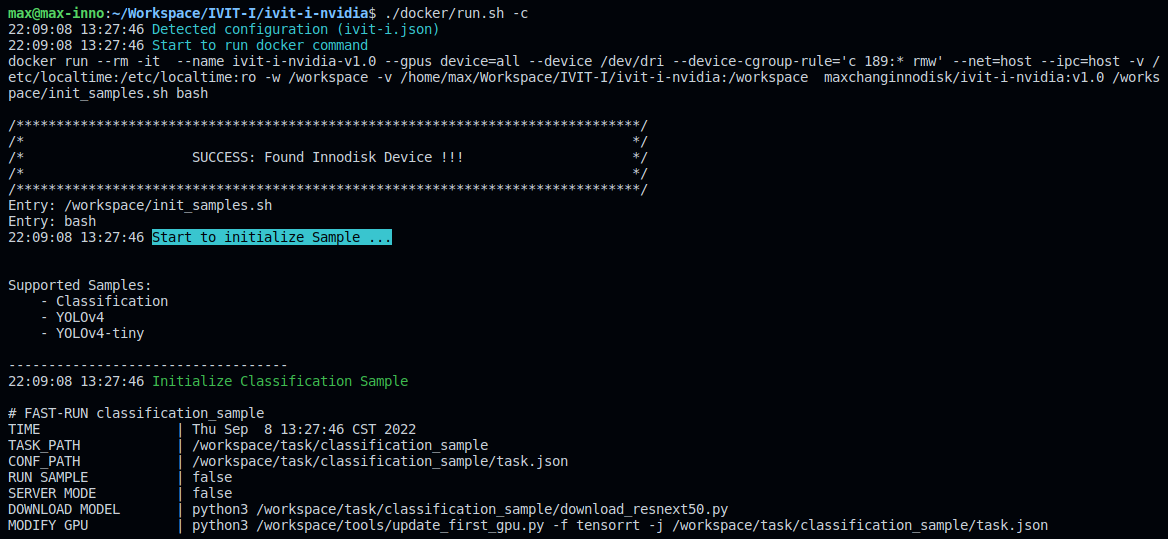 max@max-inno:~/Workspace/IVIT-I/ivit-i-nvidia$ ./docker/run.sh -c
22:09:08 13:27:46 Detected configuration (ivit-i.json)
22:09:08 13:27:46 Start to run docker command
docker run --rm -it  --name ivit-i-nvidia-v1.0 --gpus device=all --device /dev/dri --device-cgroup-rule='c 189:* rmw' --net=host --ipc=host -v /
etc/localtime:/etc/localtime:ro -w /workspace -v /home/max/Workspace/IVIT-I/ivit-i-nvidia:/workspace  maxchanginnodisk/ivit-i-nvidia:v1.0 /works
pace/init_samples.sh bash
/******************************************************************************/
/*                                                                            */
/*                     SUCCESS: Found Innodisk Device !!!                     */
/*                                                                            */
/******************************************************************************/
Entry: /workspace/init_samples.sh
Entry: bash
22:09:08 13:27:46 Start to initialize Sample ...
Supported Samples:
    - Classification
    - YOLOv4
    - YOLOv4-tiny
-----------------------------------
22:09:08 13:27:46 Initialize Classification Sample
# FAST-RUN classification_sample
TIME                 | Thu Sep  8 13:27:46 CST 2022
TASK_PATH            | /workspace/task/classification_sample
CONF_PATH            | /workspace/task/classification_sample/task.json
RUN SAMPLE           | false
SERVER MODE          | false
DOWNLOAD MODEL       | python3 /workspace/task/classification_sample/download_resnext50.py
MODIFY GPU           | python3 /workspace/tools/update_first_gpu.py -f tensorrt -j /workspace/task/classification_sample/task.json